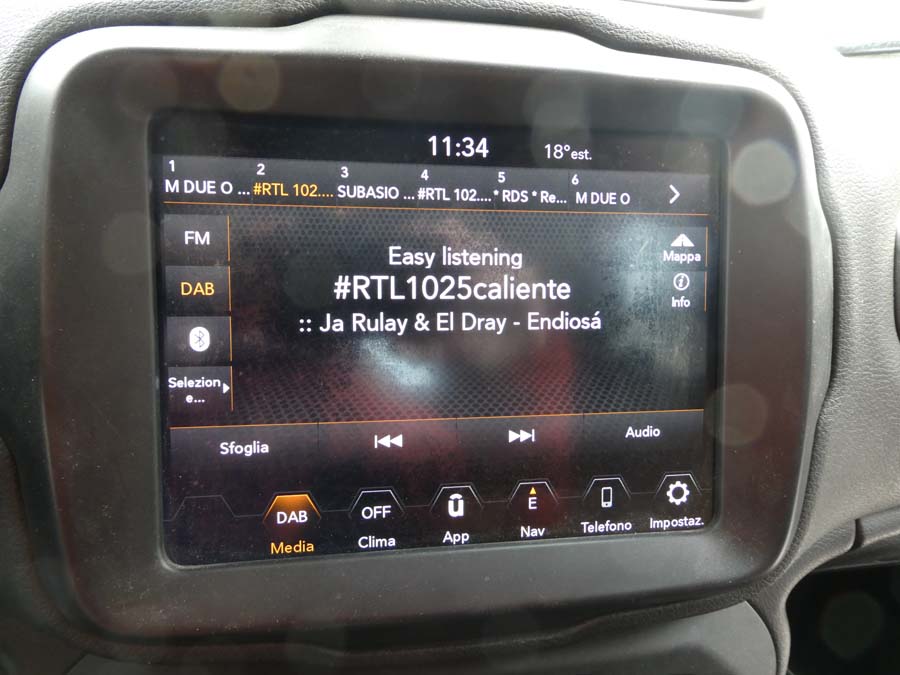 11:34
18°est.
1 2 3 4 5 6
M DUE O ... #RTL 102.... SUBASIO ... #RTL 102.... * RDS * Re... M DUE O
FM
DAB
Selezion
e...
Easy listening
#RTL1025caliente
:: Ja Rulay & El Dray - Endiosá
Mappa
Info
Sfoglia
Audio
DAB
Media
OFF
Clima
App
E
Nav
Telefono
Impostaz.